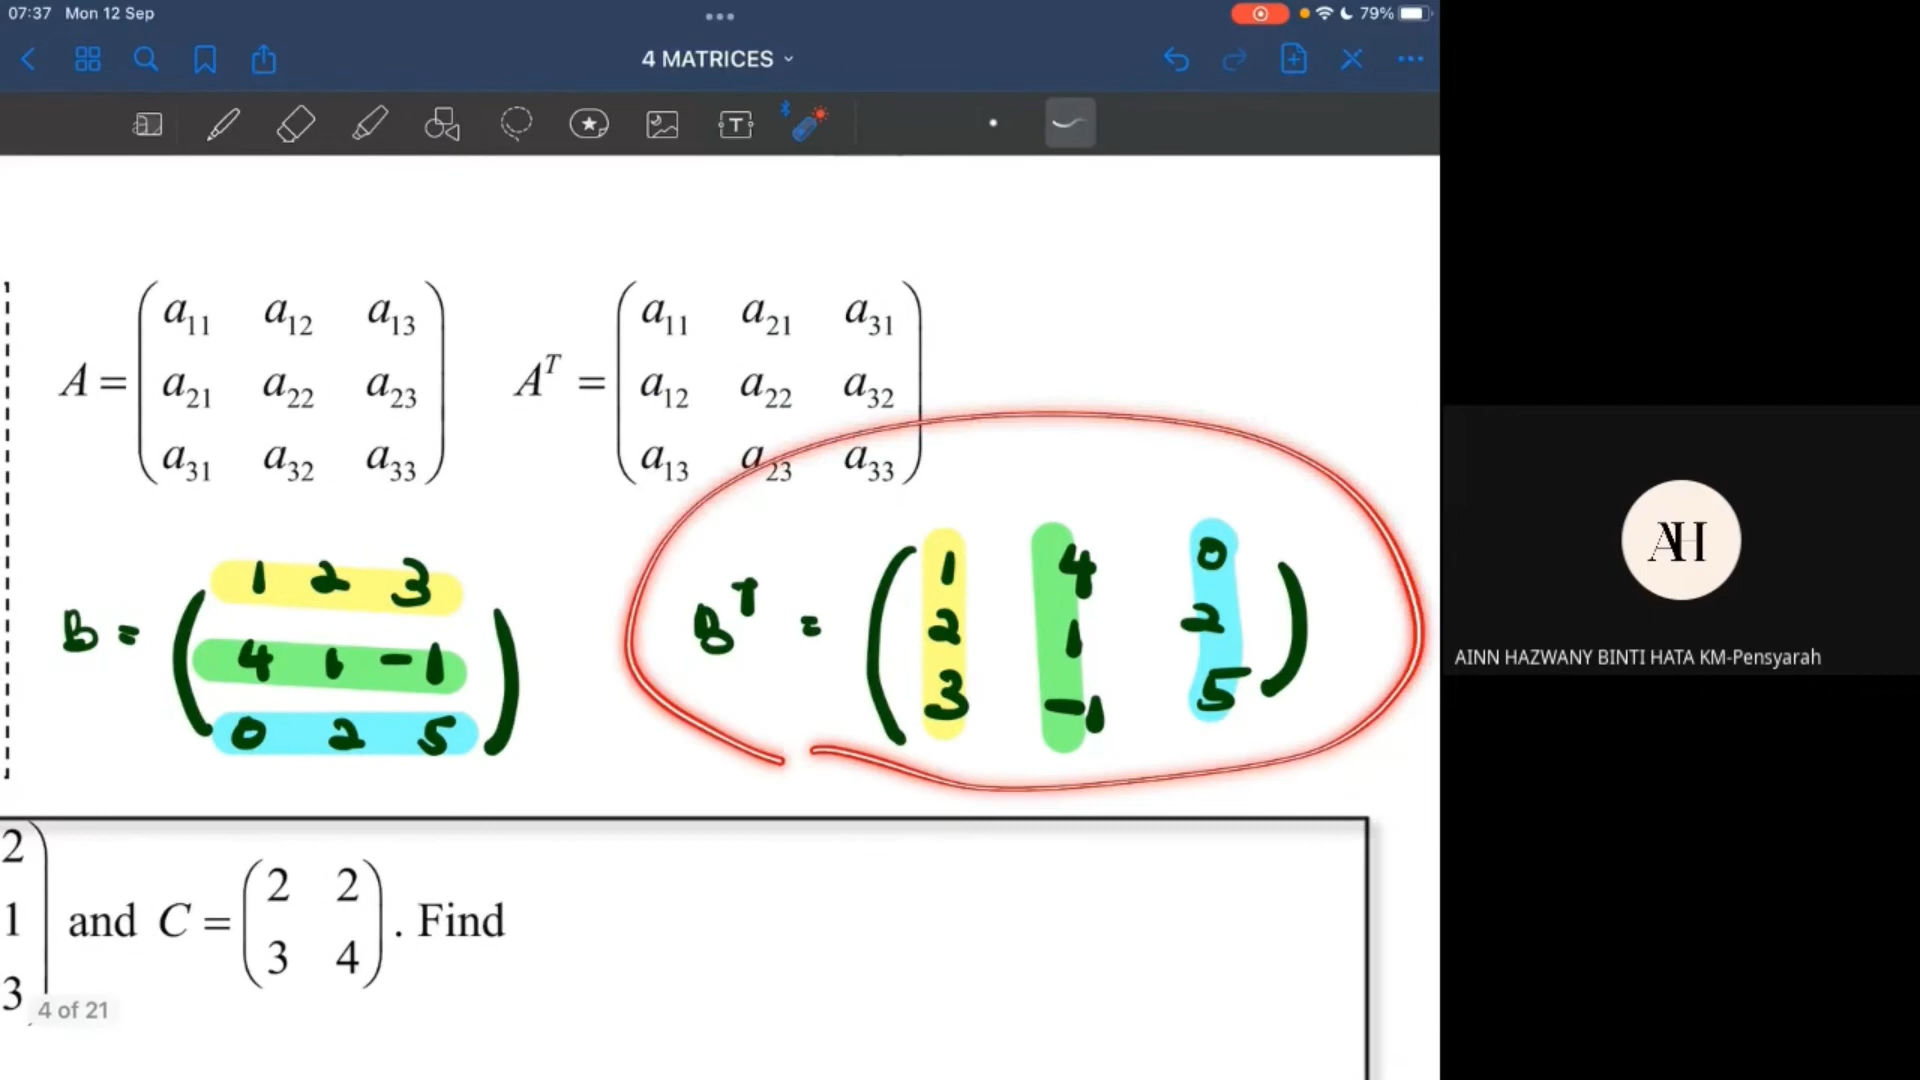 07:37 Mon 12 Sep
79%
4 MATRICES
T
A = ( a11 a12 a13
a21 a22 a23
a31 a32 a33 )
A^T = ( a11 a21 a31
a12 a22 a32
a13 a23 a33 )
B = ( 1 2 3
4 1 -1
0 2 5 )
B^T = ( 1 4 0
2 1 2
3 -1 5 )
2
1
3 )
and C = ( 2 2
3 4 ) . Find
4 of 21
AH
AINN HAZWANY BINTI HATA KM-Pensyarah